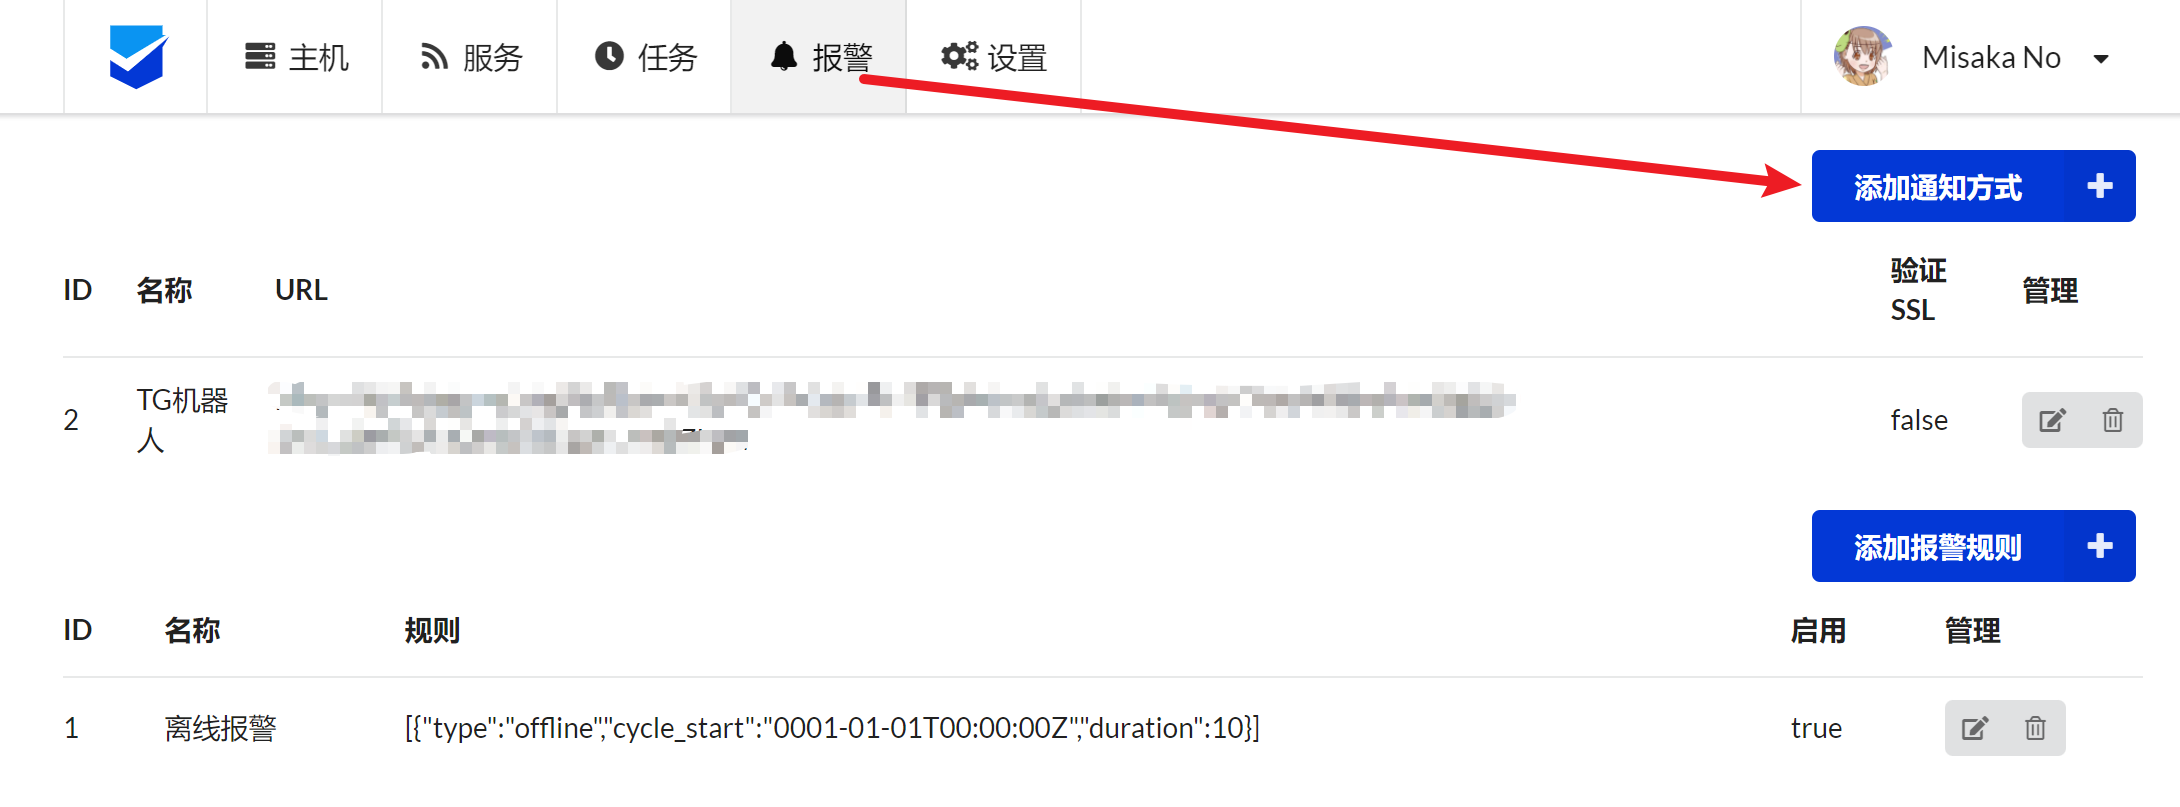 主机 服务 任务 报警 设置 Misaka No
添加通知方式
ID 名称 URL 验证 SSL 管理
2 TG机器人 false
添加报警规则
ID 名称 规则 启用 管理
1 离线报警 [{"type":"offline","cycle_start":"0001-01-01T00:00:00Z","duration":10}] true